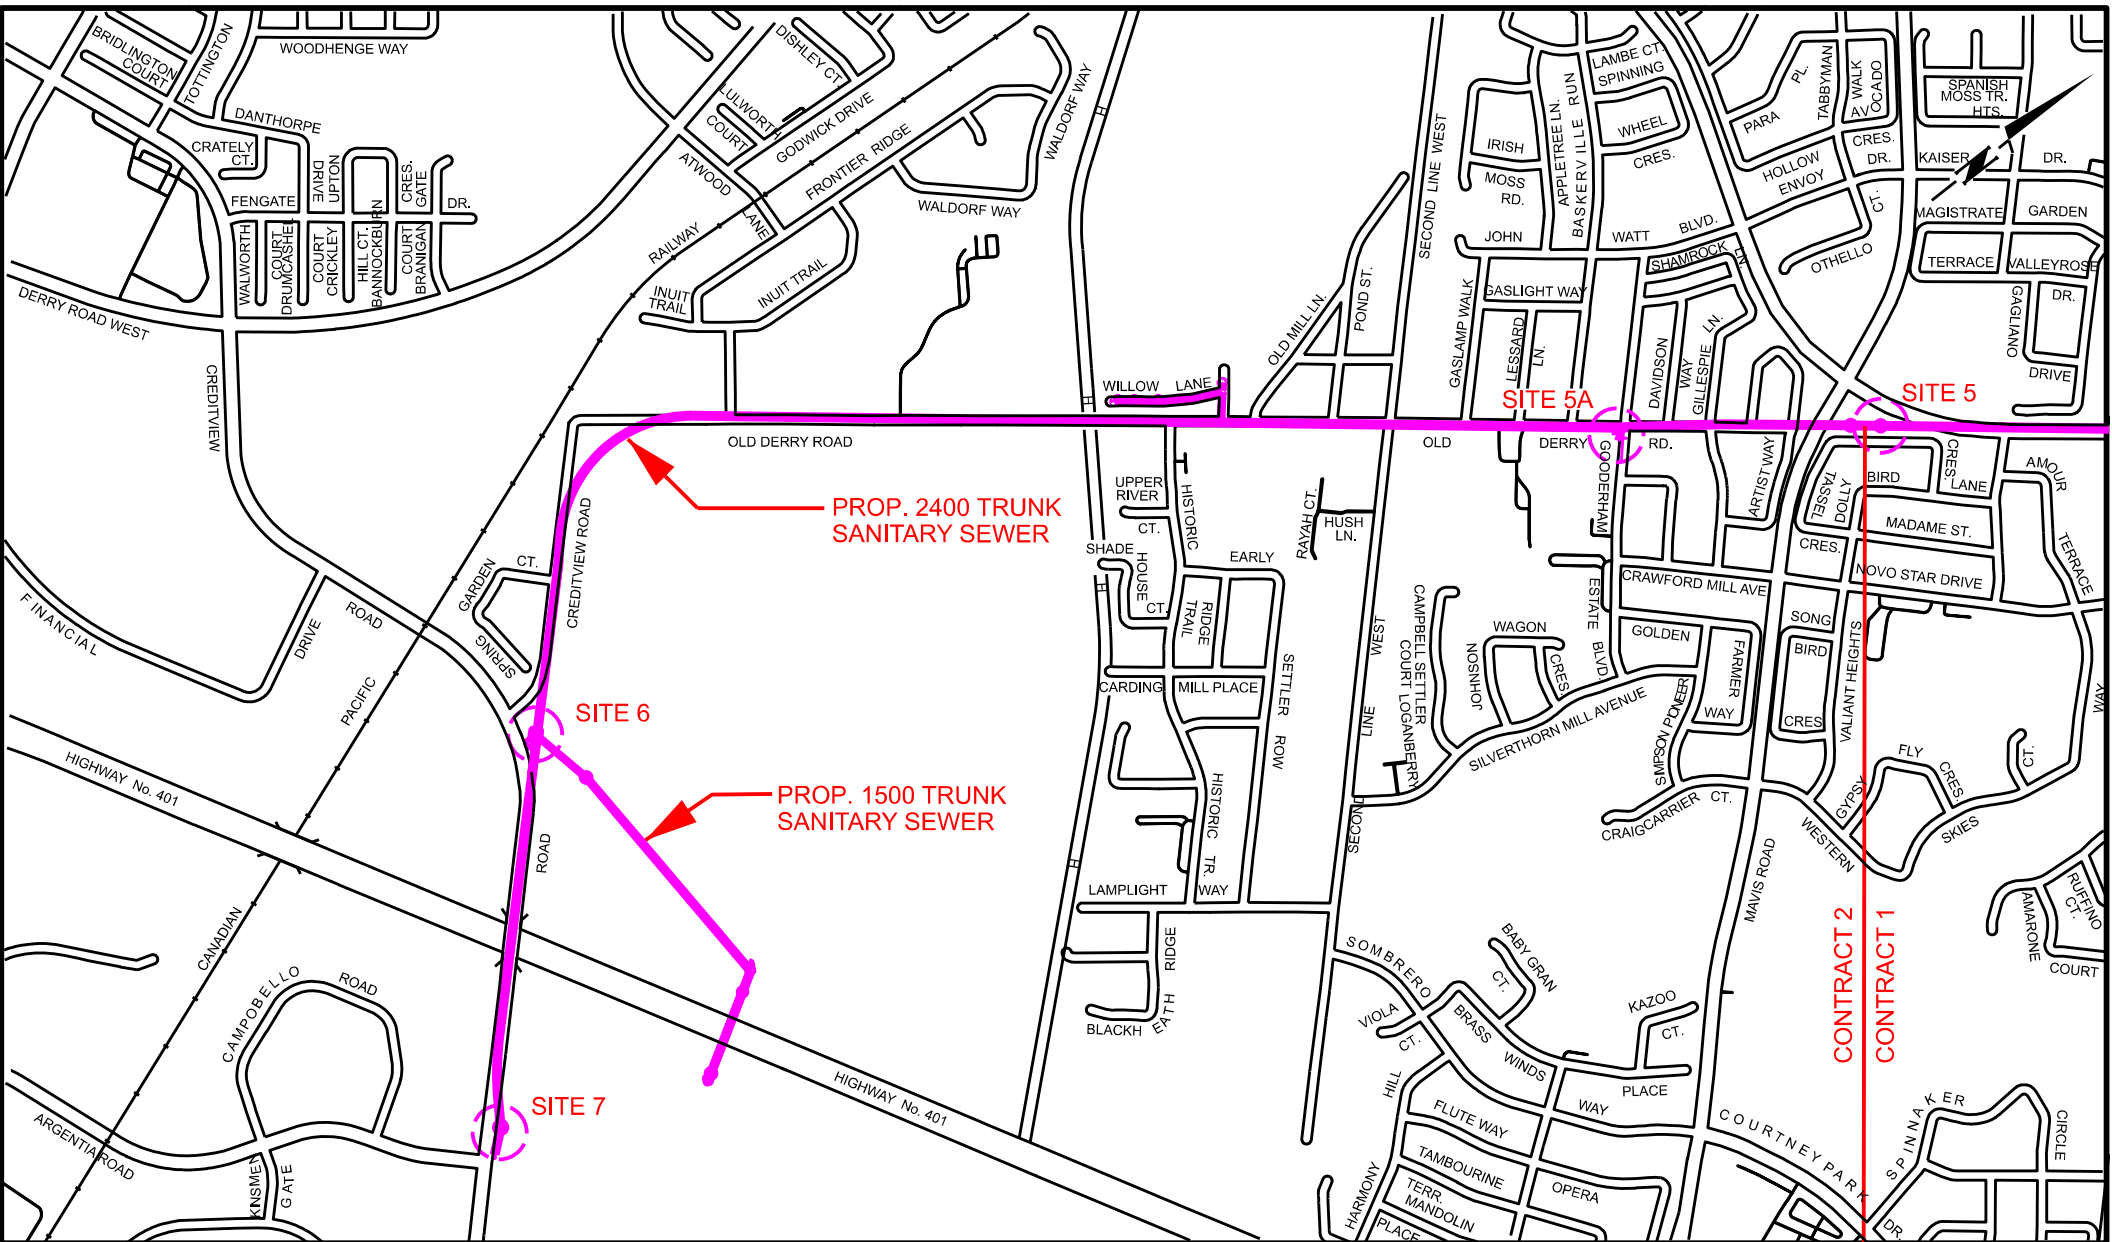 BRIDLINGTON
COURT
TOTTINGTON
WOODHENGE WAY
DANTHORPE
CRATELY
CT.
DRIVE
UPTON
CRES.
GATE
FENGATE
DR.
WALWORTH
COURT
DRUMCASHEL
COURT
CRICKLEY
HILL CT.
BANNOCKBURN
COURT
BRANIGAN
DERRY ROAD WEST
CREDITVIEW
DISHLEY CT.
LULWORTH
COURT
GODWICK DRIVE
ATWOOD
LANE
FRONTIER RIDGE
RAILWAY
INUIT
TRAIL
INUIT TRAIL
WALDORF WAY
WALDORF WAY
SECOND LINE WEST
OLD MILL LN.
POND ST.
WILLOW LANE
H
H
H
H
LAMBE CT.
SPINNING
WHEEL
CRES.
APPLETREE LN.
BASKERVILLE RUN
IRISH
MOSS
RD.
JOHN
WATT
BLVD.
SHAMROCK
LN.
GASLAMP WALK
GASLIGHT WAY
LESSARD
LN.
DAVIDSON
WAY
GILLESPIE
LN.
PARA
PL.
TABBYMAN
WALK
AVOCADO
CRES.
HOLLOW
ENVOY
DR.
CT.
OTHELLO
SPANISH
MOSS TR.
HTS.
KAISER
DR.
MAGISTRATE
GARDEN
TERRACE
VALLEYROSE
DR.
GAGLIANO
DRIVE
SITE 5A
SITE 5
OLD DERRY ROAD
OLD
DERRY
RD.
PROP. 2400 TRUNK
SANITARY SEWER
CREDITVIEW ROAD
GARDEN
CT.
SPRING
FINANCIAL
DRIVE
ROAD
PACIFIC
SITE 6
PROP. 1500 TRUNK
SANITARY SEWER
HIGHWAY No. 401
ROAD
CANADIAN
CAMPOBELLO
ROAD
ARGENTIA ROAD
KINSMEN
GATE
SITE 7
HIGHWAY No. 401
UPPER
RIVER
CT.
HISTORIC
SHADE
HOUSE
CT.
EARLY
RIDGE
TRAIL
CARDING
MILL PLACE
SETTLER
ROW
HISTORIC
TR.
LAMPLIGHT
WAY
RIDGE
BLACKH
EATH
RAYAH CT.
HUSH
LN.
SECOND
LINE
WEST
CAMPBELL SETTLER
COURT
LOGANBERRY
WAGON
CRES.
JOHNSON
SILVERTHORN MILL AVENUE
GOODERHAM
ESTATE
BLVD.
CRAWFORD MILL AVE
GOLDEN
FARMER
WAY
SIMPSON
PIONEER
CRAIG
CARRIER
CT.
MAVIS ROAD
ARTIST WAY
TASSEL
DOLLY
BIRD
CRES.
LANE
MADAME ST.
CRES.
NOVO STAR DRIVE
AMOUR
TERRACE
WAY
SONG
BIRD
CRES
VALIANT HEIGHTS
GYPSY
FLY
CRES.
CT.
SKIES
WESTERN
RUFFINO
CT.
AMARONE
COURT
CONTRACT 2
CONTRACT 1
SOMBRERO
VIOLA
CT.
BABY GRAN
CT.
BRASS
WINDS
KAZOO
CT.
PLACE
WAY
HILL
HARMONY
FLUTE WAY
TAMBOURINE
TERR.
MANDOLIN
PLACE
OPERA
COURTNEYPARK
DR.
SPINNAKER
CIRCLE